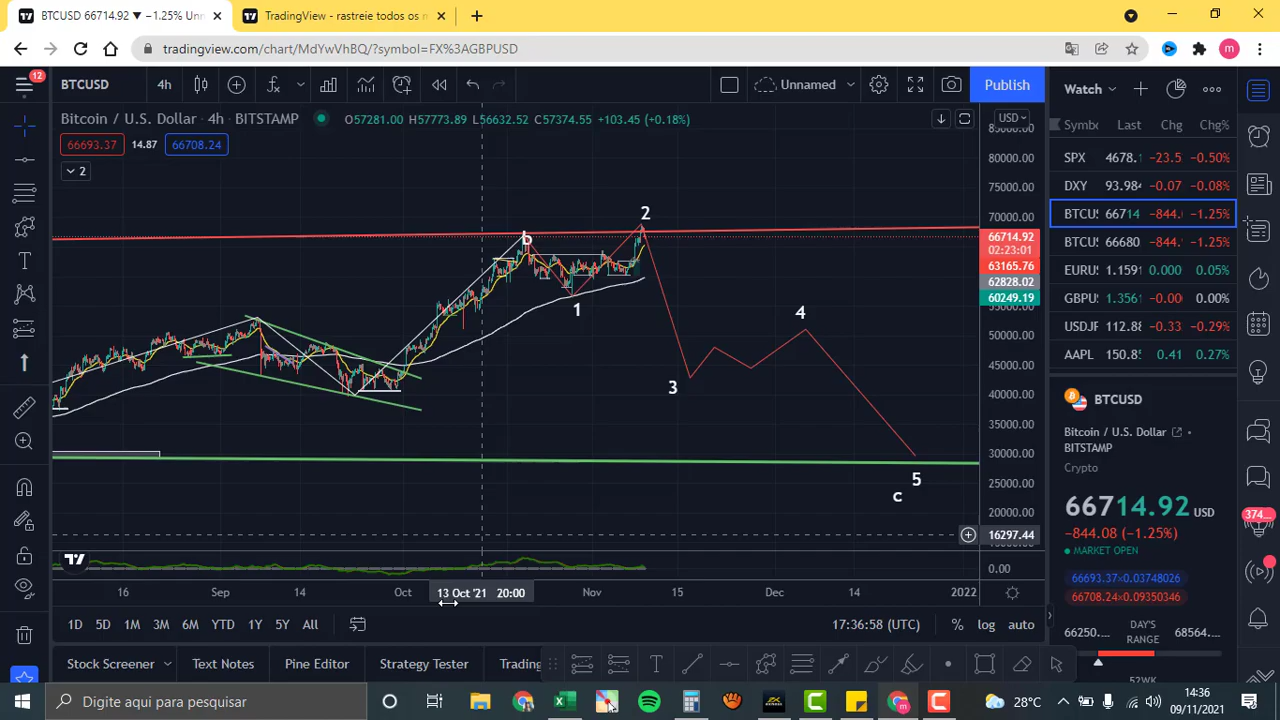 BTCUSD 66714.92 ▼ −1.25% Unn
TradingView - rastreie todos os m
tradingview.com/chart/MdYwVhBQ/?symbol=FX%3AGBPUSD
m
12
BTCUSD
4h
Unnamed
Publish
Bitcoin / U.S. Dollar · 4h · BITSTAMP
O57281.00 H57773.89 L56632.52 C57374.55 +103.45 (+0.18%)
66693.37 14.87 66708.24
2
USD
85000.00
80000.00
75000.00
70000.00
66714.92
02:23:01
63165.76
62828.02
60249.19
55000.00
50000.00
45000.00
40000.00
35000.00
30000.00
25000.00
20000.00
16297.44
0.00
b
2
1
4
3
5
c
16 Sep 14 Oct 13 Oct '21 20:00 Nov 15 Dec 14 2022
1D 5D 1M 3M 6M YTD 1Y 5Y All
17:36:58 (UTC) % log auto
Stock Screener Text Notes Pine Editor Strategy Tester Trading
Watch
Symbo Last Chg Chg%
SPX 4678. −23.5 −0.50%
DXY 93.984 −0.07 −0.08%
BTCUS 66714 −844. −1.25%
BTCUS 66680 −844. −1.25%
EURUS 1.1591 0.000 0.05%
GBPUS 1.3561 −0.00 0.00%
USDJF 112.88 −0.33 −0.29%
AAPL 150.85 0.41 0.27%
BTCUSD
Bitcoin / U.S. Dollar
BITSTAMP
Crypto
66714.92 USD
−844.08 (−1.25%)
MARKET OPEN
66693.37×0.03748026
66708.24×0.09350346
66250.... DAY'S RANGE 68564....
52WK
374...
Digite aqui para pesquisar
28°C
14:36
09/11/2021